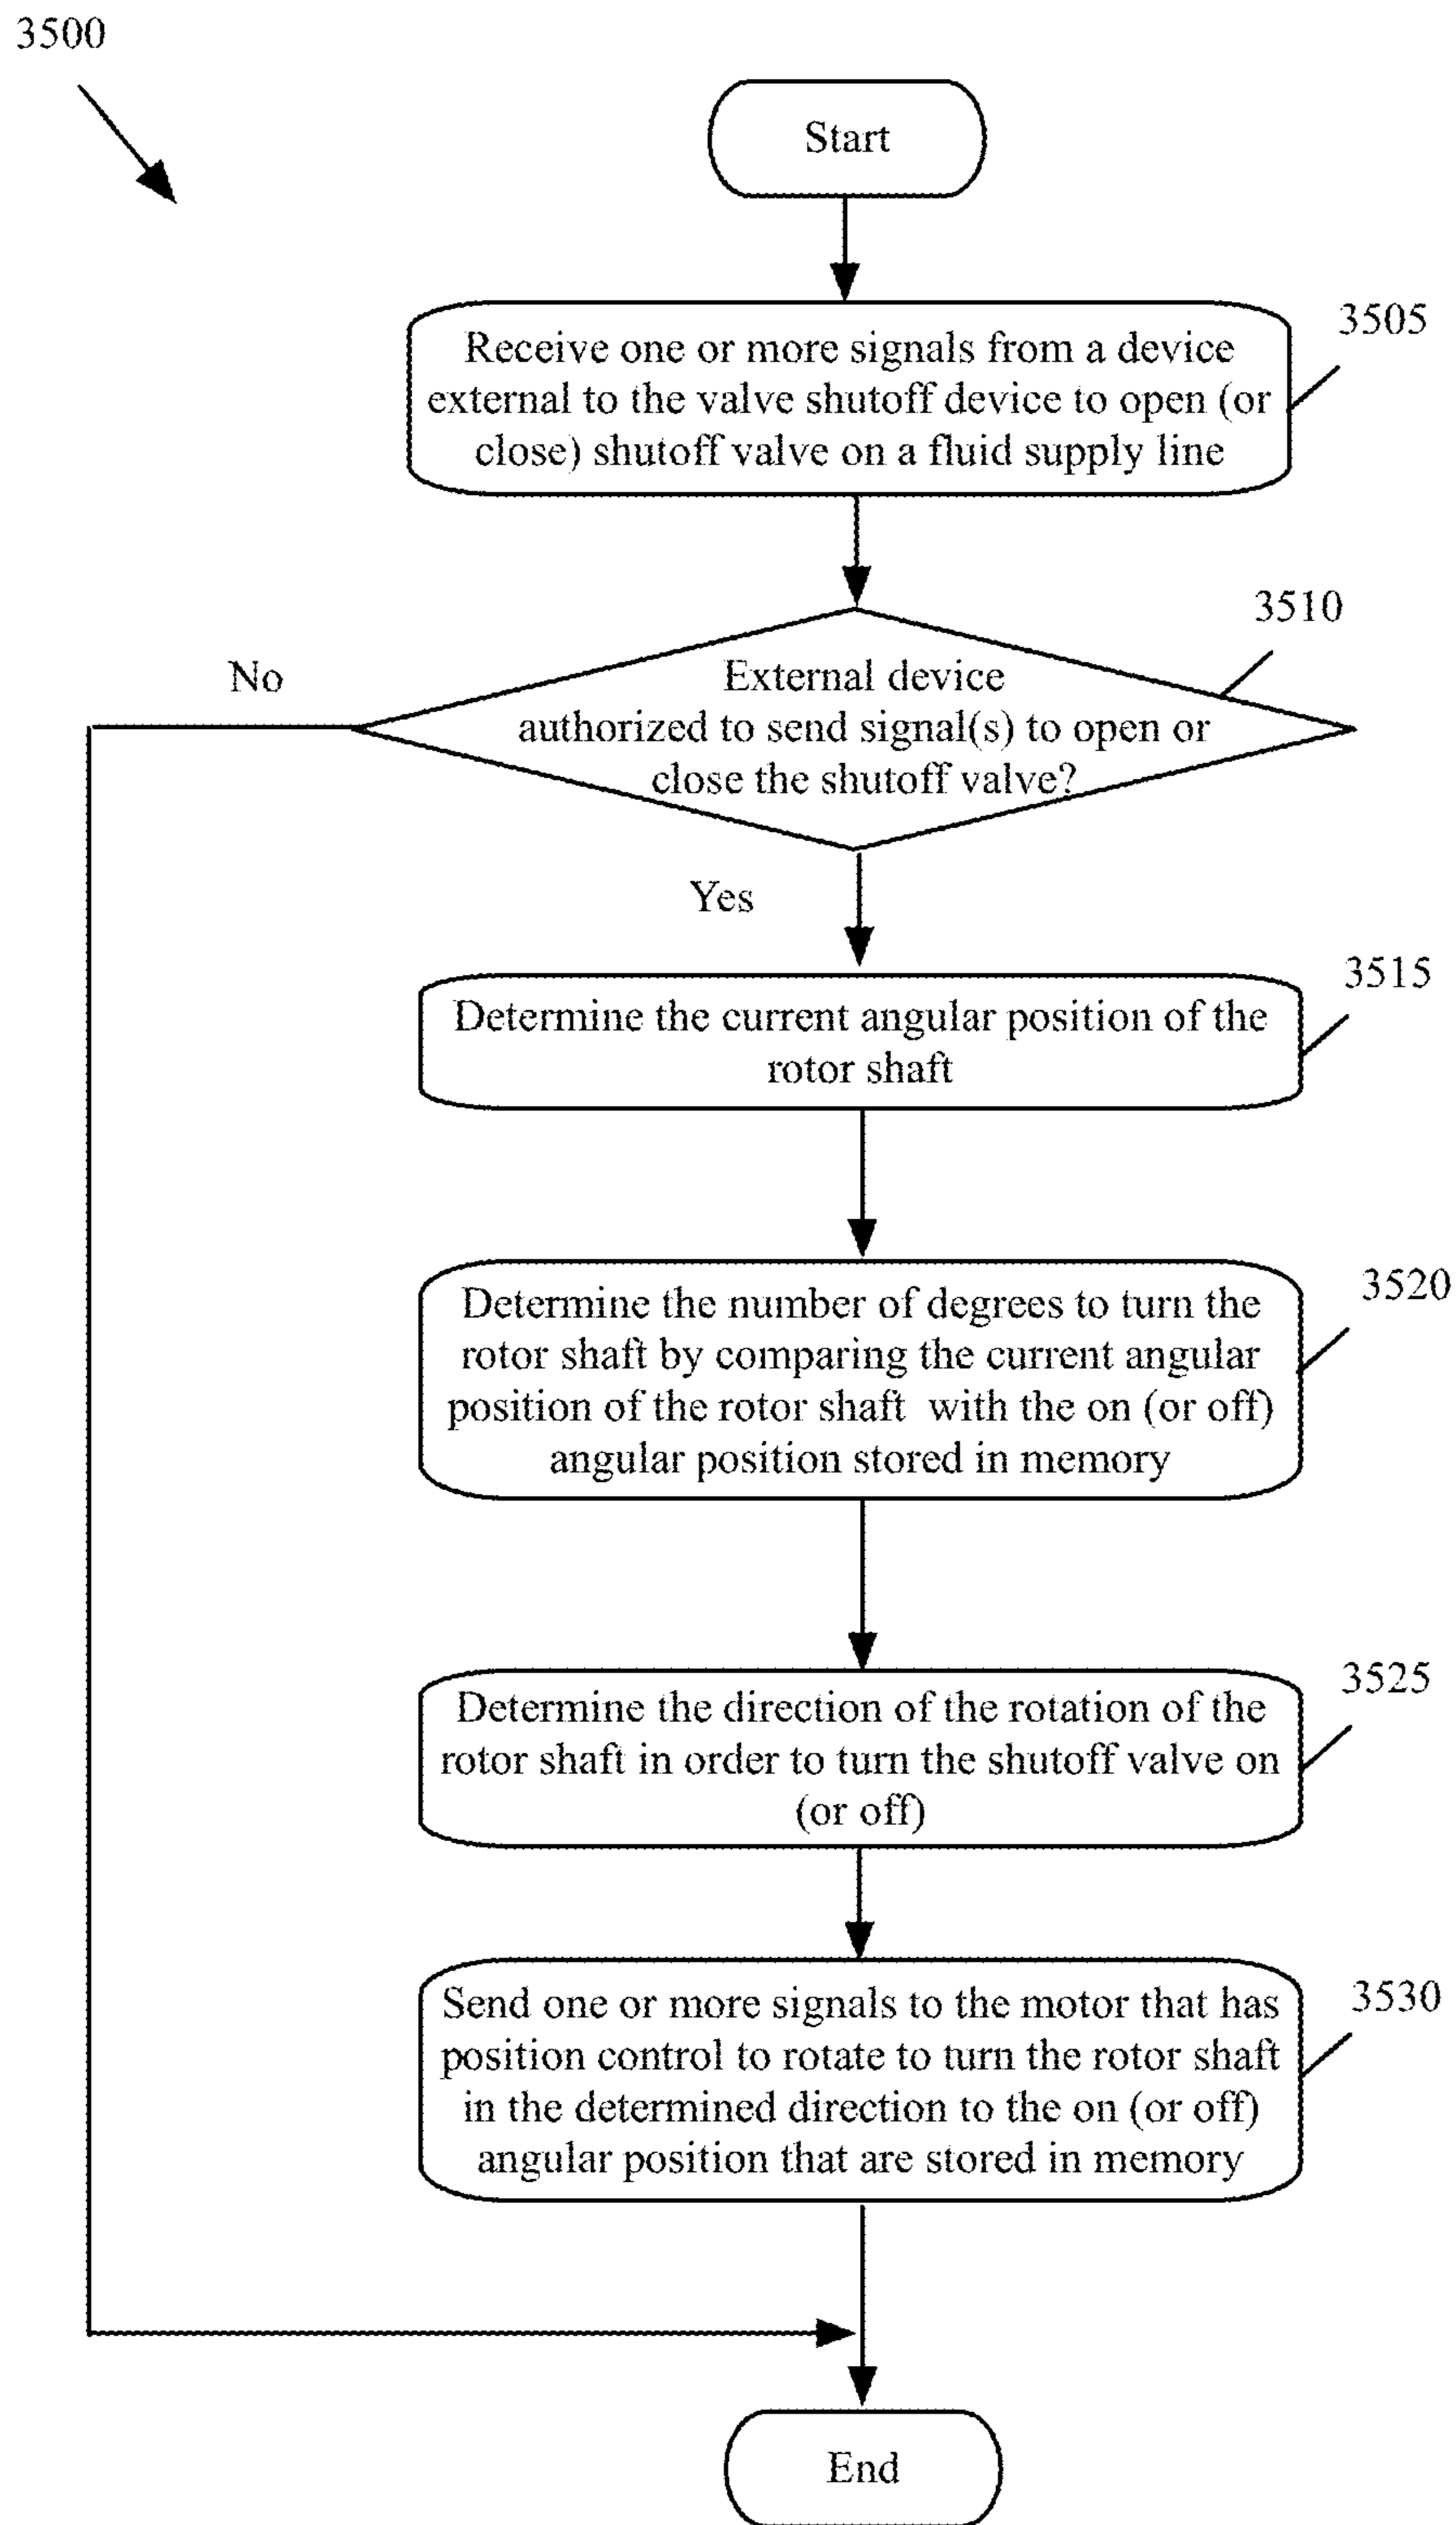 3500
Start
3505
Receive one or more signals from a device
external to the valve shutoff device to open (or
close) shutoff valve on a fluid supply line
3510
No
External device
authorized to send signal(s) to open or
close the shutoff valve?
Yes
3515
Determine the current angular position of the
rotor shaft
3520
Determine the number of degrees to turn the
rotor shaft by comparing the current angular
position of the rotor shaft with the on (or off)
angular position stored in memory
3525
Determine the direction of the rotation of the
rotor shaft in order to turn the shutoff valve on
(or off)
3530
Send one or more signals to the motor that has
position control to rotate to turn the rotor shaft
in the determined direction to the on (or off)
angular position that are stored in memory
End